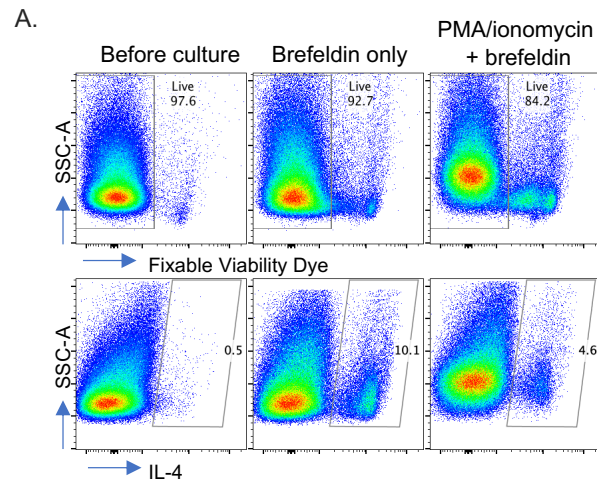 A.
Before culture
Brefeldin only
PMA/ionomycin
+ brefeldin
SSC-A
Live
97.6
Live
92.7
Live
84.2
Fixable Viability Dye
SSC-A
0.5
10.1
4.6
IL-4